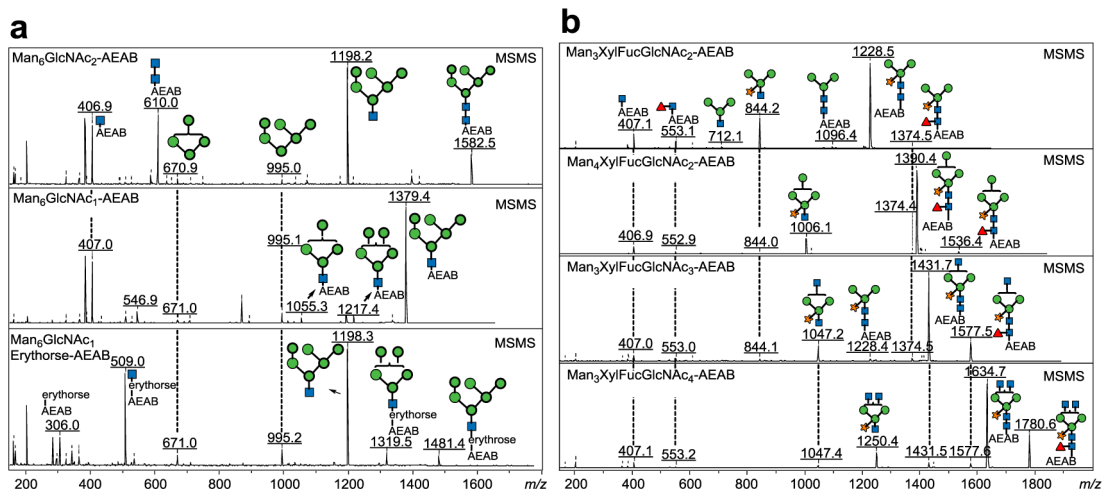 a
Man6GlcNAc2-AEAB
MSMS
406.9
AEAB
AEAB
610.0
670.9
995.0
1198.2
AEAB
1582.5
Man6GlcNAc1-AEAB
MSMS
407.0
546.9
671.0
995.1
AEAB
1055.3
AEAB
1217.4
1379.4
AEAB
Man6GlcNAc1
Erythorse-AEAB
MSMS
erythorse
AEAB
306.0
509.0
erythorse
AEAB
671.0
995.2
1198.3
erythorse
AEAB
1319.5
erythrose
AEAB
1481.4
200 400 600 800 1000 1200 1400 1600 m/z
b
Man3XylFucGlcNAc2-AEAB
MSMS
AEAB
407.1
AEAB
553.1
712.1
844.2
AEAB
1096.4
1228.5
AEAB
1374.5
AEAB
Man4XylFucGlcNAc2-AEAB
MSMS
406.9
552.9
844.0
1006.1
1374.4
1390.4
AEAB
1536.4
AEAB
Man3XylFucGlcNAc3-AEAB
MSMS
407.0
553.0
844.1
1047.2
AEAB
1228.4
1374.5
1431.7
AEAB
1577.5
AEAB
Man3XylFucGlcNAc4-AEAB
MSMS
407.1
553.2
1047.4
1250.4
1431.5
1577.6
1634.7
AEAB
1780.6
AEAB
200 400 600 800 1000 1200 1400 1600 1800 m/z